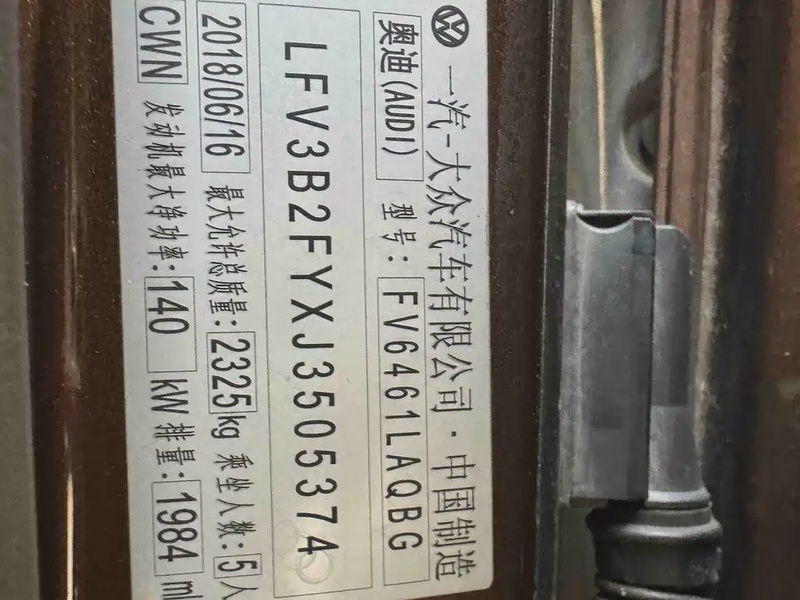 一汽-大众汽车有限公司·中国制造
奥迪(AUDI) 型号:FV6461LAQBG
LFV3B2FYXJ3505374
2018/06/16 最大允许总质量:2325kg 乘坐人数:5人
CWN 发动机最大净功率:140 kW 排量:1984 ml